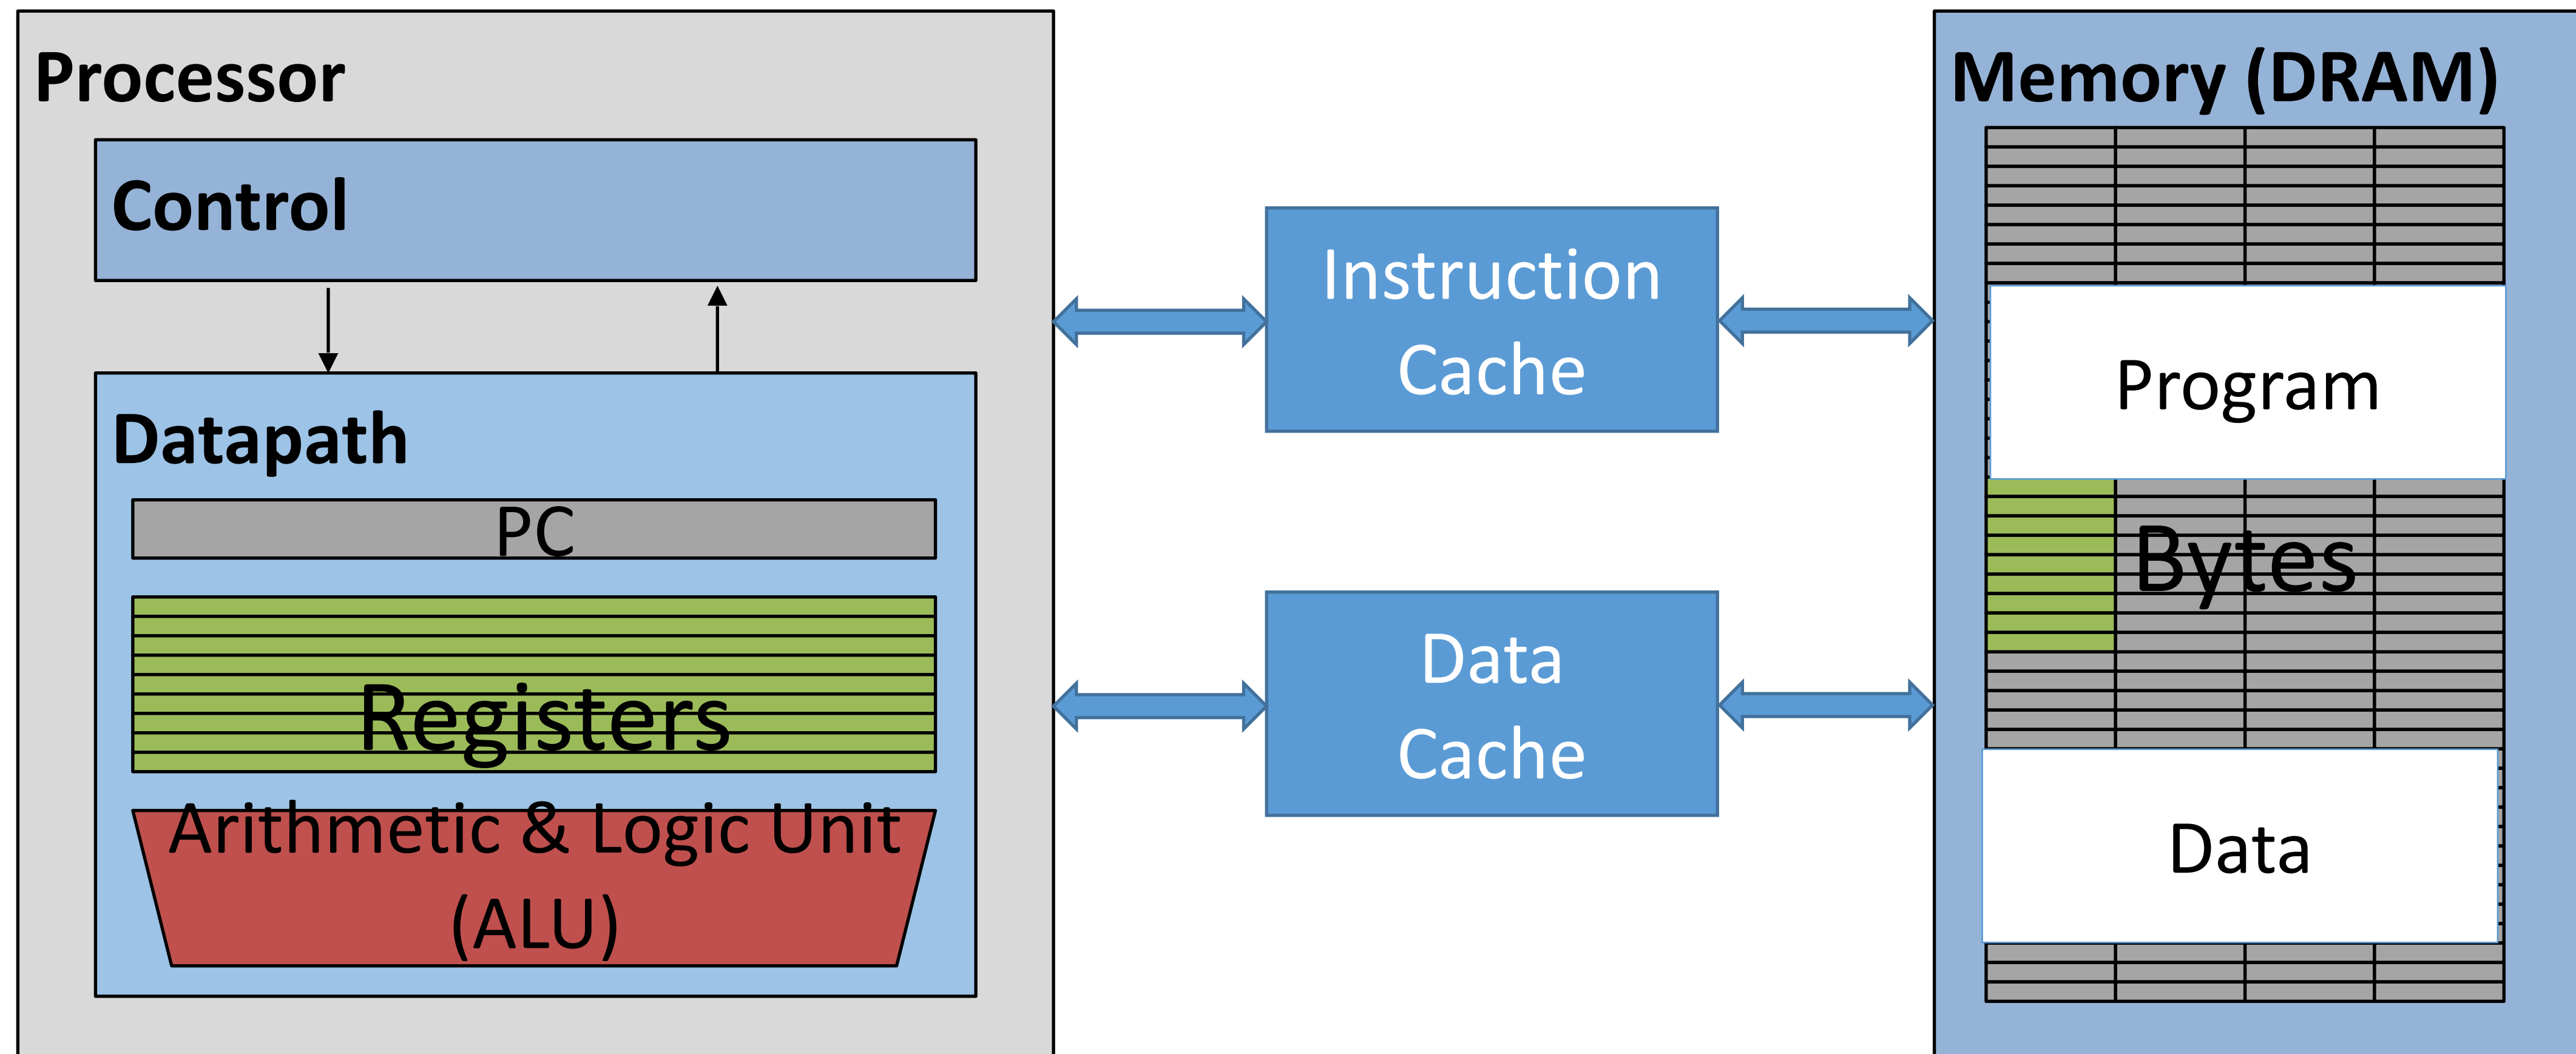 Processor
Control
Datapath
PC
Registers
Arithmetic & Logic Unit
(ALU)
Instruction
Cache
Data
Cache
Memory (DRAM)
Program
Bytes
Data